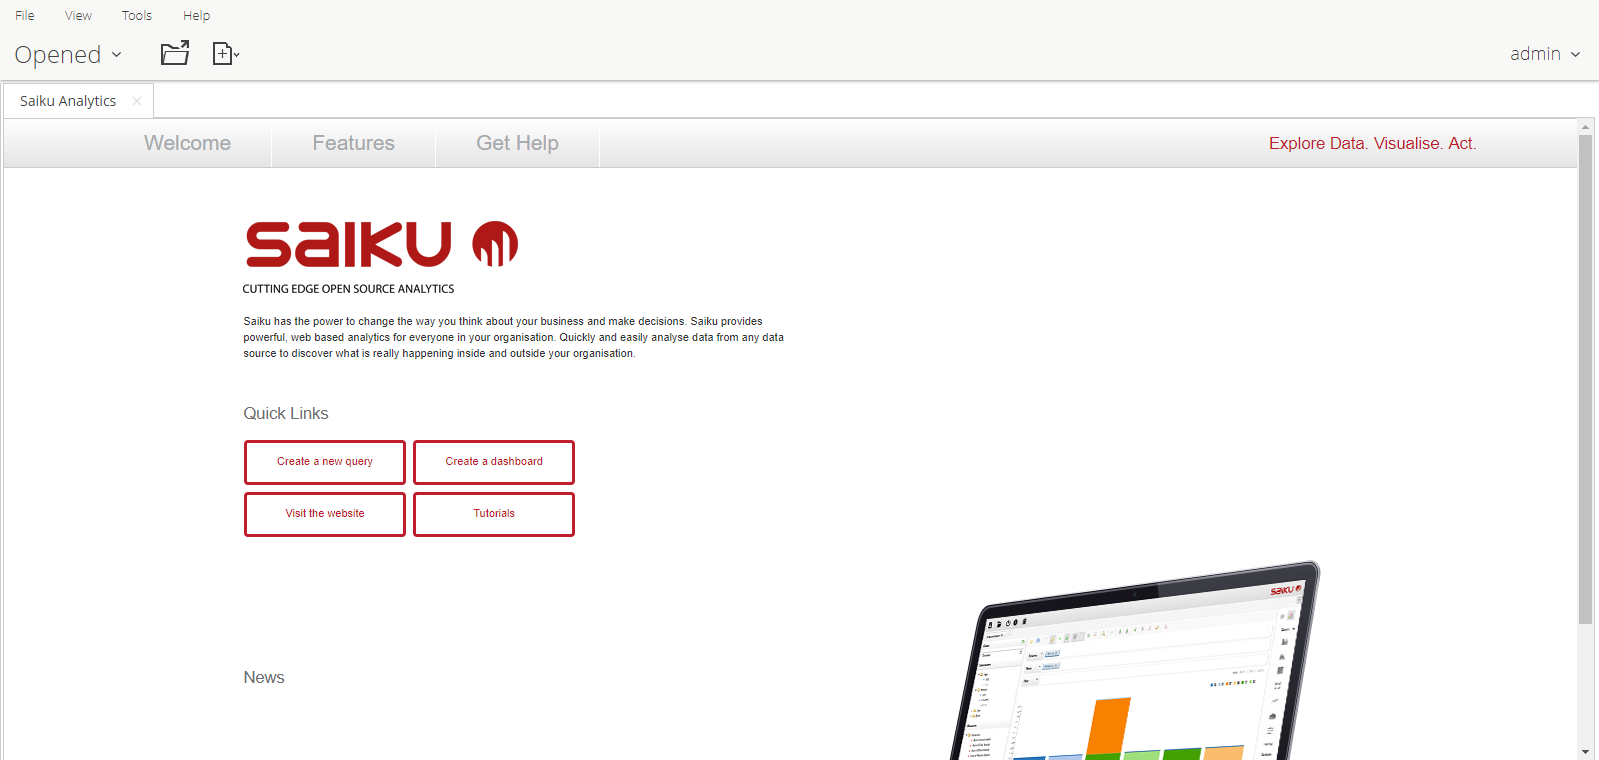 File View Tools Help
Opened
admin
Saiku Analytics
Welcome Features Get Help Explore Data. Visualise. Act.
saiku
CUTTING EDGE OPEN SOURCE ANALYTICS
Saiku has the power to change the way you think about your business and make decisions. Saiku provides
powerful, web based analytics for everyone in your organisation. Quickly and easily analyse data from any data
source to discover what is really happening inside and outside your organisation.
Quick Links
Create a new query Create a dashboard
Visit the website Tutorials
News
saiku